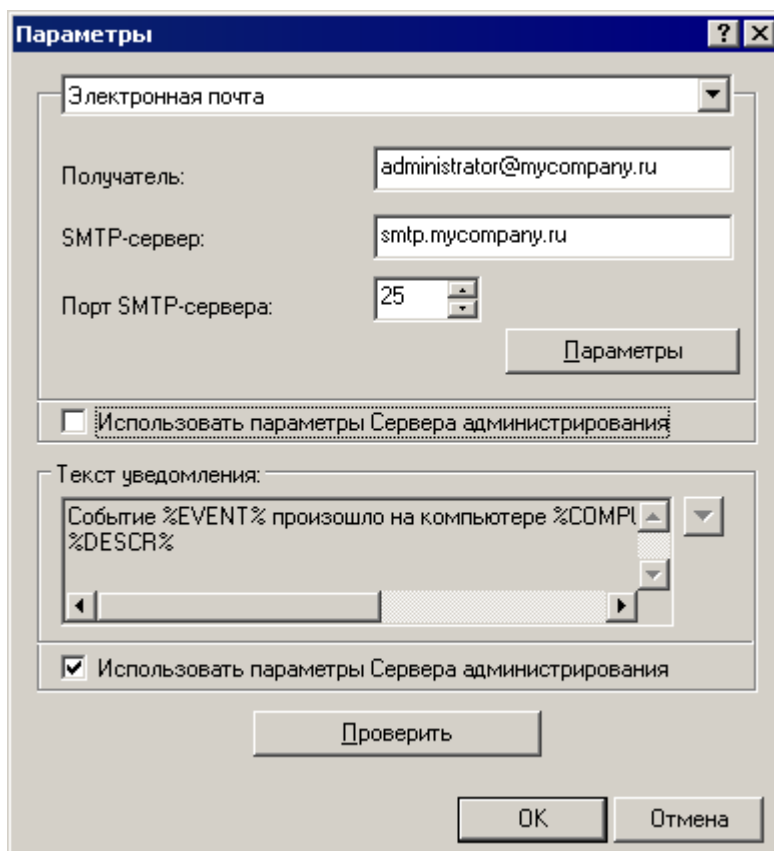 Параметры
Электронная почта
Получатель:
administrator@mycompany.ru
SMTP-сервер:
smtp.mycompany.ru
Порт SMTP-сервера:
25
Параметры
Использовать параметры Сервера администрирования
Текст уведомления:
Событие %EVENT% произошло на компьютере %COMPU
%DESCR%
Использовать параметры Сервера администрирования
Проверить
OK
Отмена